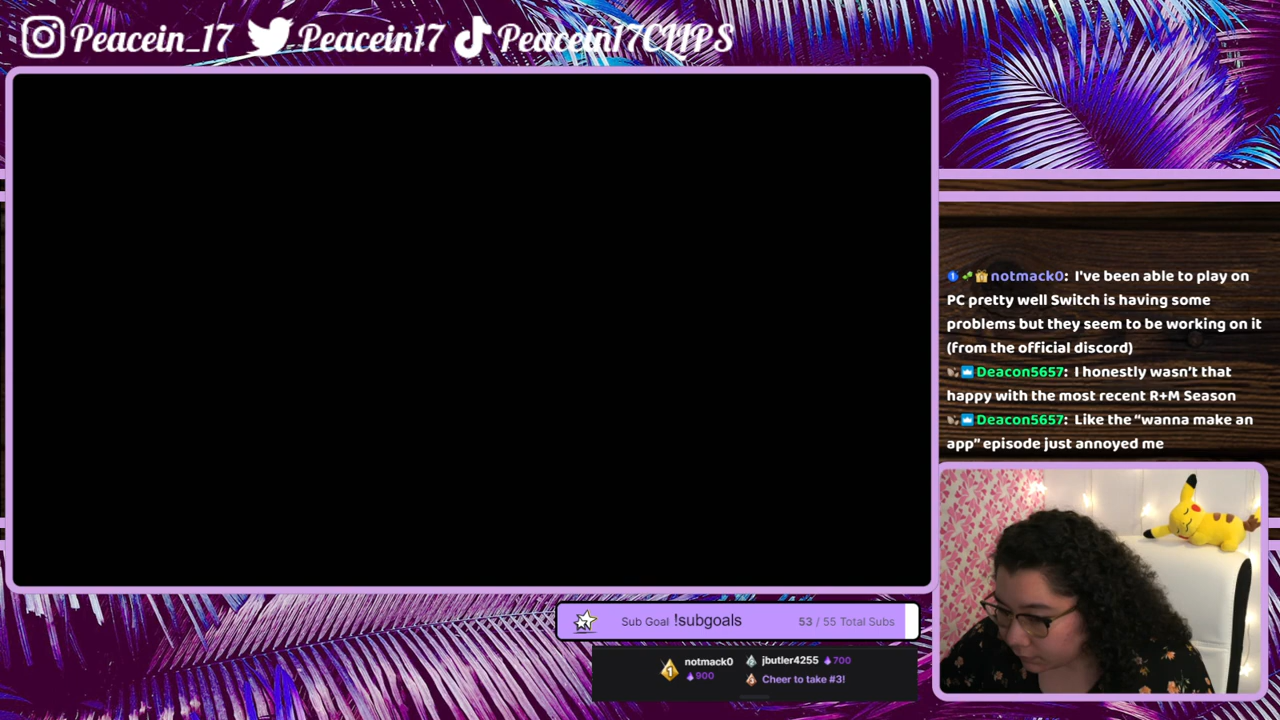 Peacein_17 Peacein17 Peacein17ClIPS
notmack0: I've been able to play on
PC pretty well Switch is having some
problems but they seem to be working on it
(from the official discord)
Deacon5657: I honestly wasn't that
happy with the most recent R+M Season
Deacon5657: Like the “wanna make an
app” episode just annoyed me
Sub Goal !subgoals 53 / 55 Total Subs
1 notmack0 900
2 jbutler4255 700
3 Cheer to take #3!